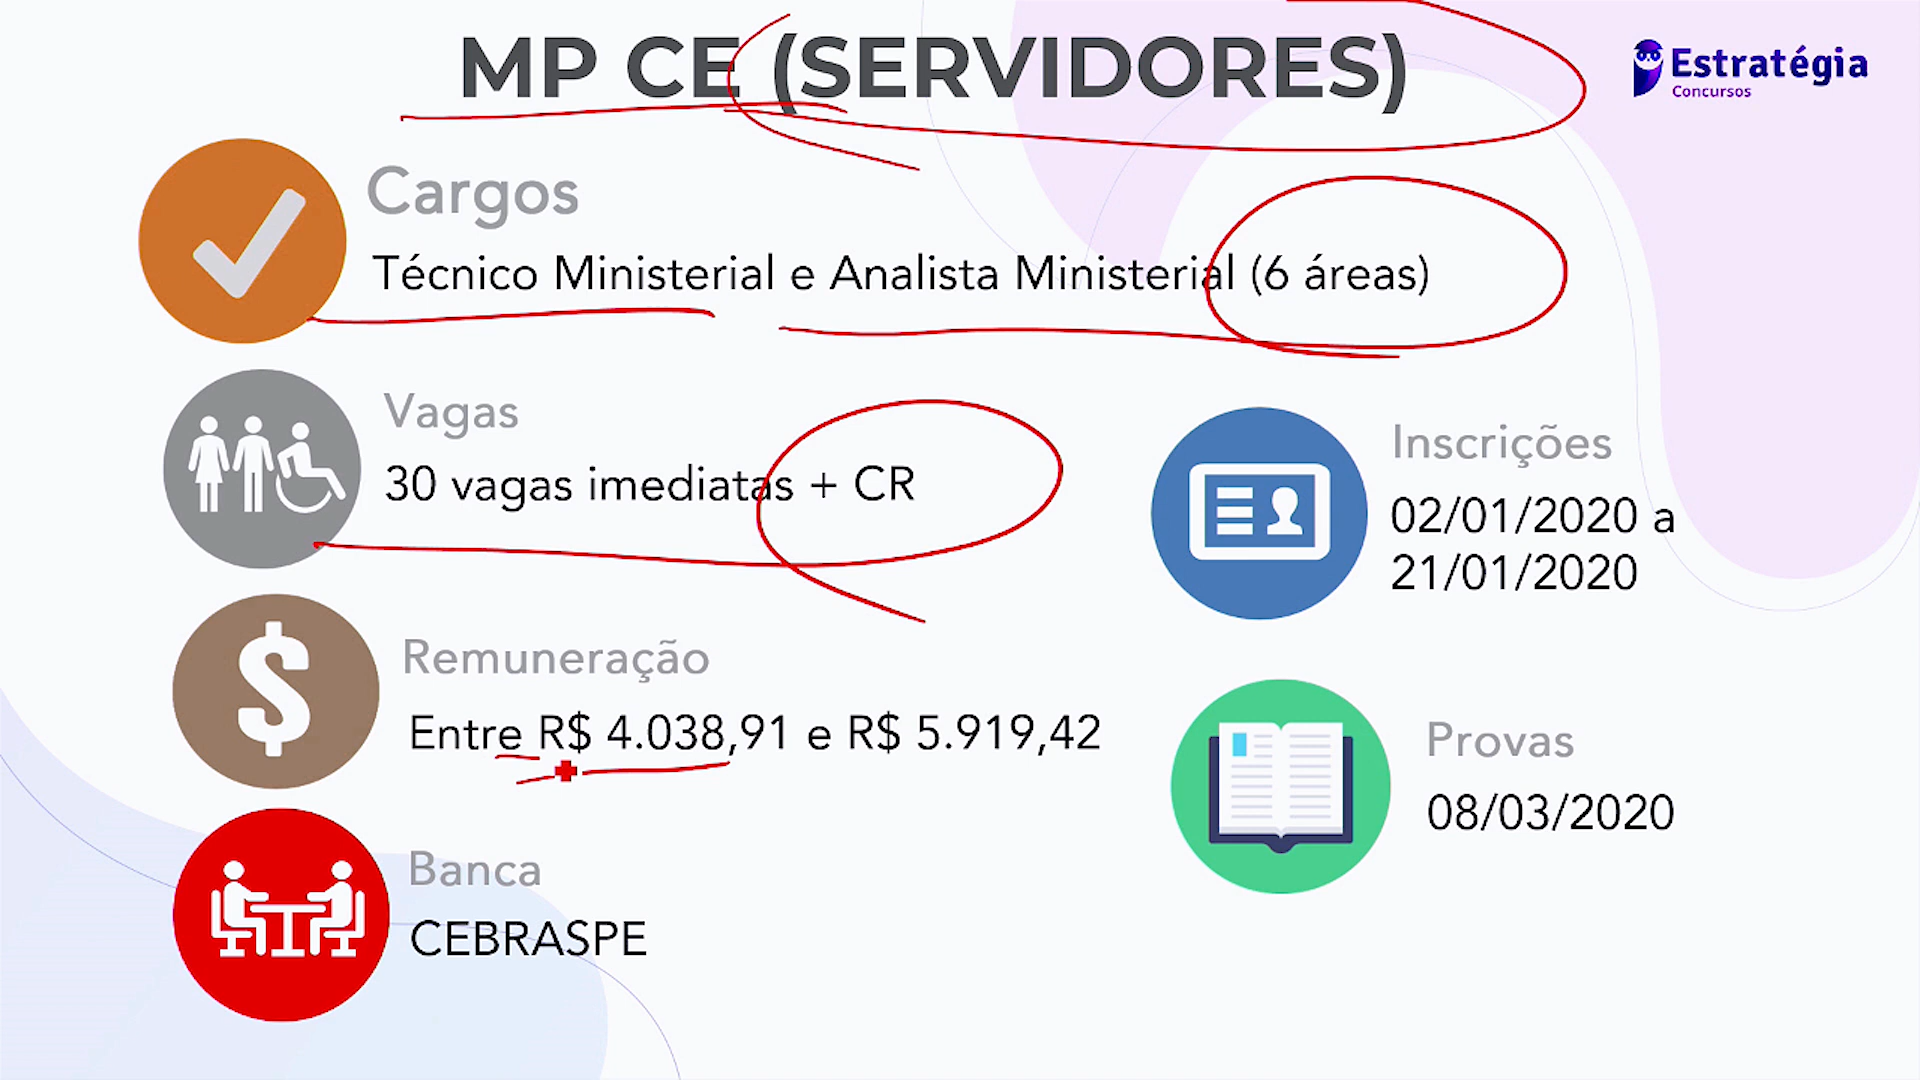 MP CE (SERVIDORES)
Estratégia
Concursos
Cargos
Técnico Ministerial e Analista Ministerial (6 áreas)
Vagas
30 vagas imediatas + CR
Remuneração
Entre R$ 4.038,91 e R$ 5.919,42
Banca
CEBRASPE
Inscrições
02/01/2020 a
21/01/2020
Provas
08/03/2020